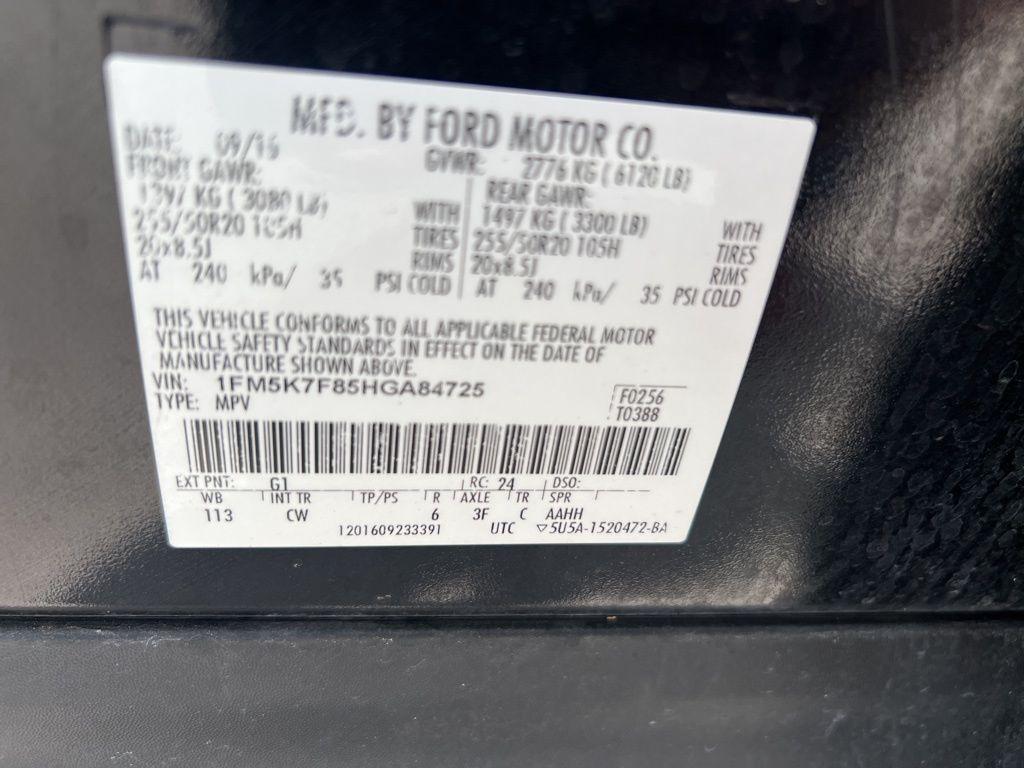 MFD. BY FORD MOTOR CO.
DATE: 09/16 GVWR: 2776 KG ( 6120 LB)
FRONT GAWR: REAR GAWR:
1397 KG ( 3080 LB) WITH 1497 KG ( 3300 LB) WITH
255/50R20 105H TIRES 255/50R20 105H TIRES
20x8.5J RIMS 20x8.5J RIMS
AT 240 kPa/ 35 PSI COLD AT 240 kPa/ 35 PSI COLD
THIS VEHICLE CONFORMS TO ALL APPLICABLE FEDERAL MOTOR
VEHICLE SAFETY STANDARDS IN EFFECT ON THE DATE OF
MANUFACTURE SHOWN ABOVE.
VIN: 1FM5K7F85HGA84725 F0256
TYPE: MPV T0388
EXT PNT: G1 RC: 24 DSO:
WB INT TR TP/PS R AXLE TR SPR
113 CW 6 3F C AAHH
1201609233391 UTC ▽5U5A-1520472-BA